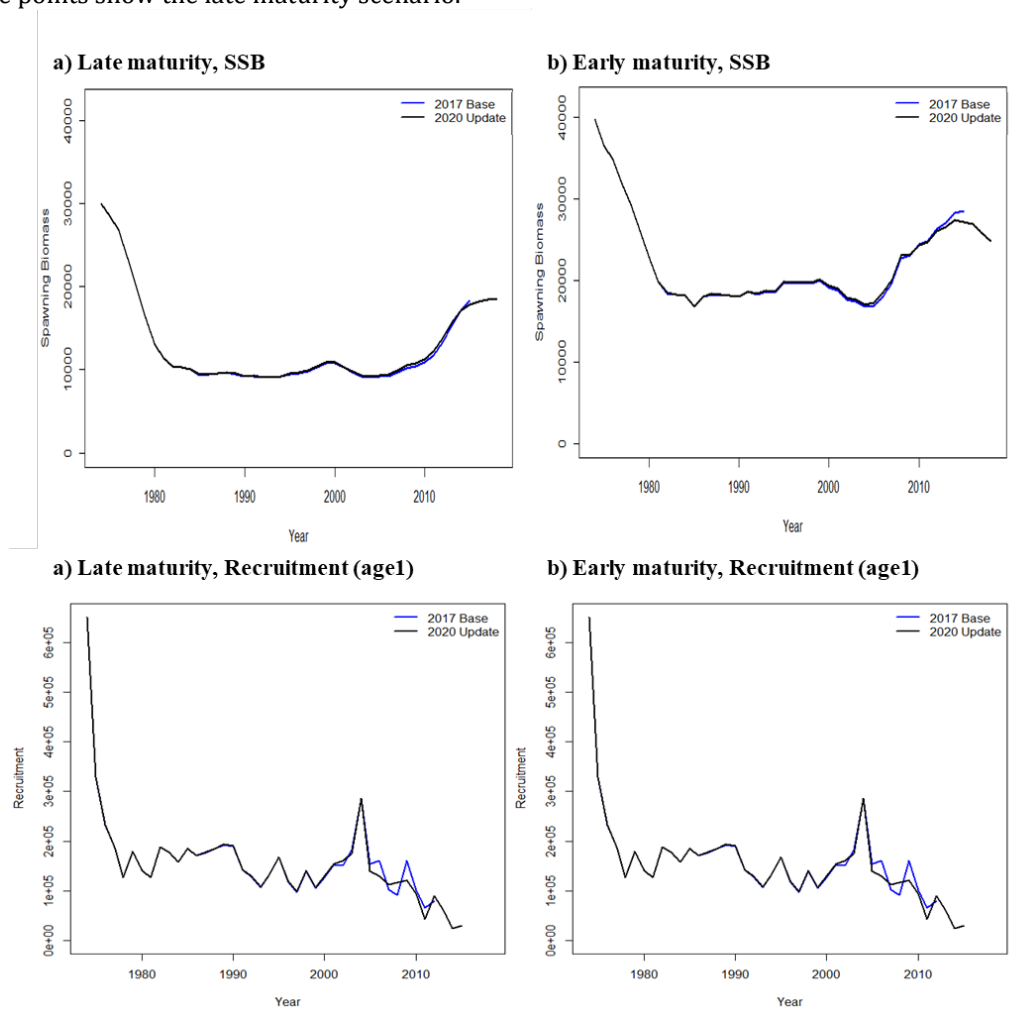 points show the late maturity scenario.
a) Late maturity, SSB
b) Early maturity, SSB
2017 Base
2020 Update
Spawning Biomass
40000
30000
20000
10000
0
1980 1990 2000 2010
Year
2017 Base
2020 Update
Spawning Biomass
40000
30000
20000
10000
0
1980 1990 2000 2010
Year
a) Late maturity, Recruitment (age1)
b) Early maturity, Recruitment (age1)
2017 Base
2020 Update
Recruitment
6e+05
5e+05
4e+05
3e+05
2e+05
1e+05
0e+00
1980 1990 2000 2010
Year
2017 Base
2020 Update
Recruitment
6e+05
5e+05
4e+05
3e+05
2e+05
1e+05
0e+00
1980 1990 2000 2010
Year